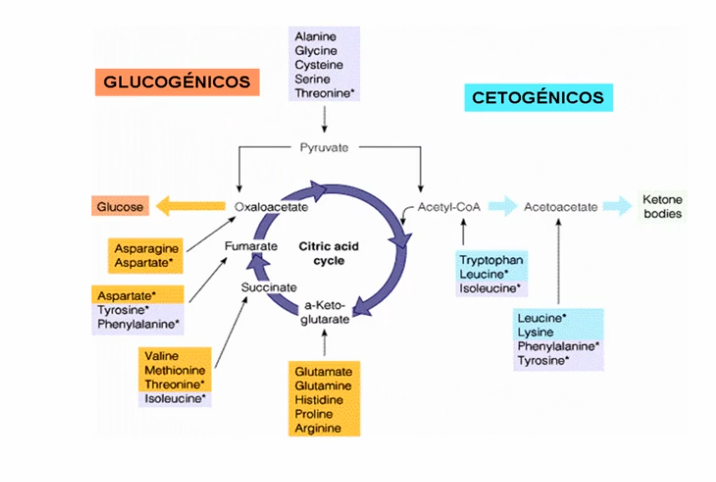 Alanine
Glycine
Cysteine
Serine
Threonine*
GLUCOGÉNICOS
CETOGÉNICOS
Pyruvate
Glucose
Oxaloacetate
Acetyl-CoA
Acetoacetate
Ketone
bodies
Asparagine
Aspartate*
Fumarate
Citric acid
cycle
Tryptophan
Leucine*
Isoleucine*
Succinate
Aspartate*
Tyrosine*
Phenylalanine*
a-Keto-
glutarate
Leucine*
Lysine
Phenylalanine*
Tyrosine*
Valine
Methionine
Threonine*
Isoleucine*
Glutamate
Glutamine
Histidine
Proline
Arginine